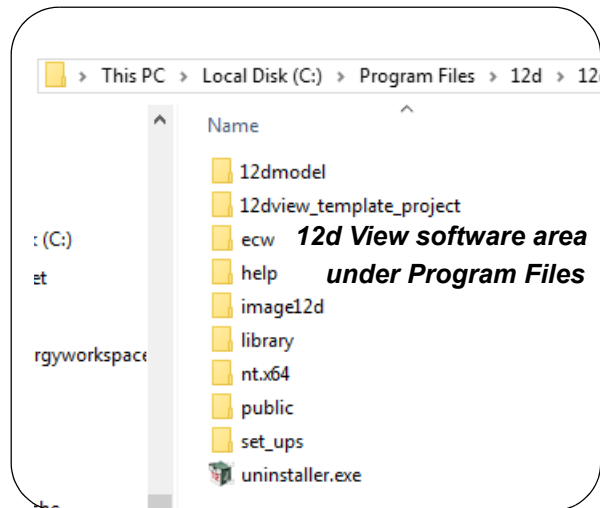 This PC > Local Disk (C:) > Program Files > 12d > 12
Name
12dmodel
12dview_template_project
: (C:) ecw 12d View software area
et help under Program Files
image12d
library
rgyworkspace
nt.x64
public
set_ups
uninstaller.exe